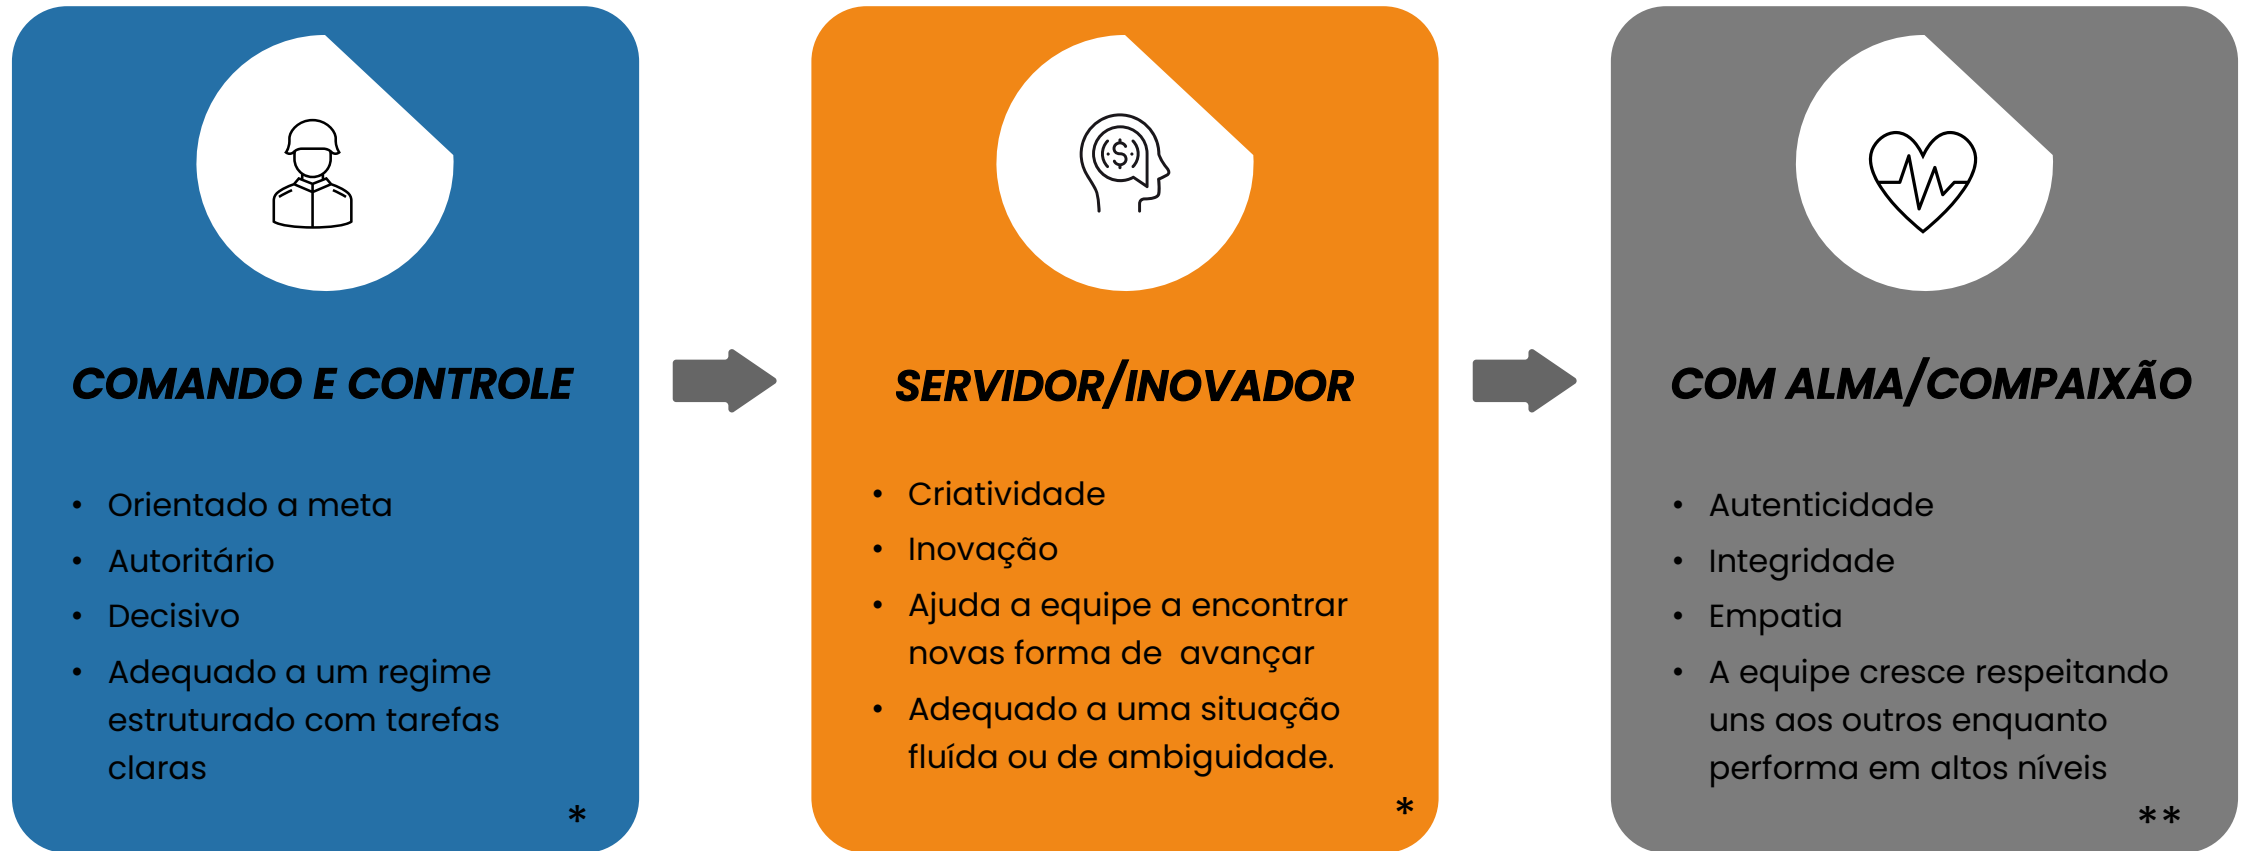 COMANDO E CONTROLE
• Orientado a meta
• Autoritário
• Decisivo
• Adequado a um regime
estruturado com tarefas
claras
*
SERVIDOR/INOVADOR
• Criatividade
• Inovação
• Ajuda a equipe a encontrar
novas forma de  avançar
• Adequado a uma situação
fluída ou de ambiguidade.
*
COM ALMA/COMPAIXÃO
• Autenticidade
• Integridade
• Empatia
• A equipe cresce respeitando
uns aos outros enquanto
performa em altos níveis
**
$